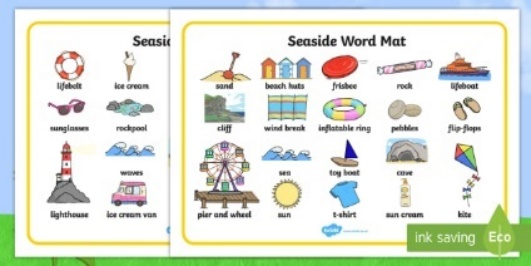 Seasid
lifebelt ice cream
sunglasses rockpool
waves
lighthouse ice cream van
Seaside Word Mat
sand beach huts frisbee rock lifeboat
cliff wind break inflatable ring pebbles flip-flops
sea toy boat cave
pier and wheel sun t-shirt sun cream kite
ink saving Eco